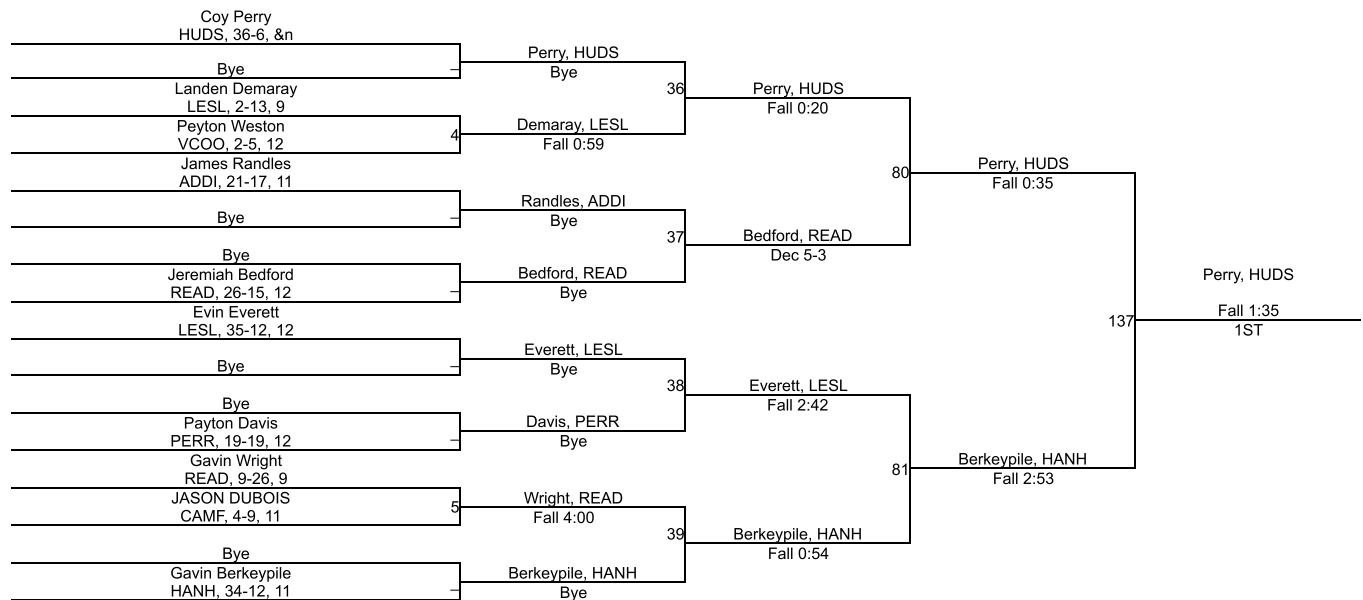 Coy Perry
HUDS, 36-6, &n
Bye
Landen Demaray
LESL, 2-13, 9
Peyton Weston
VCOO, 2-5, 12
James Randles
ADDI, 21-17, 11
Bye
Bye
Jeremiah Bedford
READ, 26-15, 12
Evin Everett
LESL, 35-12, 12
Bye
Bye
Payton Davis
PERR, 19-19, 12
Gavin Wright
READ, 9-26, 9
JASON DUBOIS
CAMF, 4-9, 11
Bye
Gavin Berkeypile
HANH, 34-12, 11
–
4
–
–
–
–
5
–
Perry, HUDS
Bye
Demaray, LESL
Fall 0:59
Randles, ADDI
Bye
Bedford, READ
Bye
Everett, LESL
Bye
Davis, PERR
Bye
Wright, READ
Fall 4:00
Berkeypile, HANH
Bye
36
37
38
39
Perry, HUDS
Fall 0:20
Bedford, READ
Dec 5-3
Everett, LESL
Fall 2:42
Berkeypile, HANH
Fall 0:54
80
81
Perry, HUDS
Fall 0:35
Berkeypile, HANH
Fall 2:53
137
Perry, HUDS
Fall 1:35
1ST